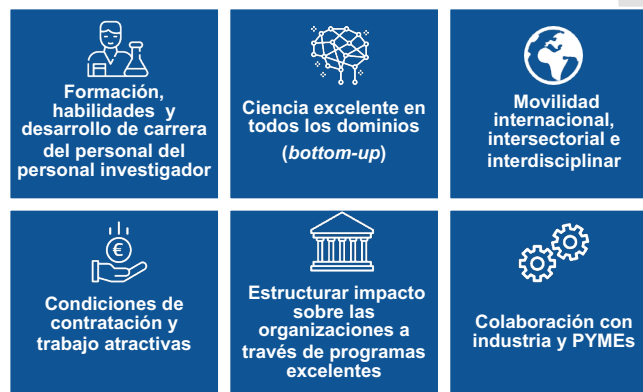 Formación,
habilidades y
desarrollo de carrera
del personal del
personal investigador
Ciencia excelente en
todos los dominios
(bottom-up)
Movilidad
internacional,
intersectorial e
interdisciplinar
€
Condiciones de
contratación y
trabajo atractivas
Estructurar impacto
sobre las
organizaciones a
través de programas
excelentes
Colaboración con
industria y PYMEs